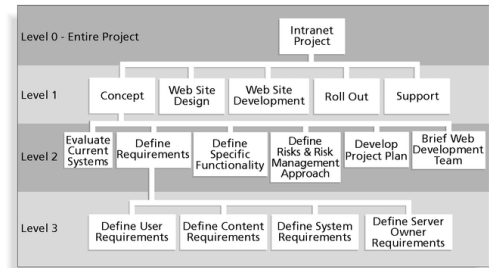 Level 0 - Entire Project
Intranet
Project
Level 1
Concept
Web Site
Design
Web Site
Development
Roll Out
Support
Level 2
Evaluate
Current
Systems
Define
Requirements
Define
Specific
Functionality
Define
Risks & Risk
Management
Approach
Develop
Project Plan
Brief Web
Development
Team
Level 3
Define User
Requirements
Define Content
Requirements
Define System
Requirements
Define Server
Owner
Requirements